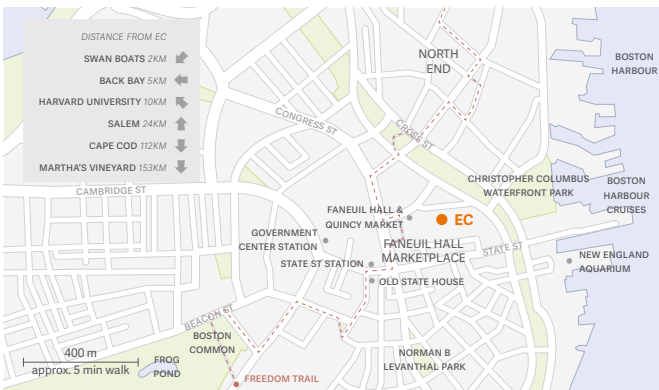 DISTANCE FROM EC
SWAN BOATS 2KM
BACK BAY 5KM
HARVARD UNIVERSITY 10KM
SALEM 24KM
CAPE COD 112KM
MARTHA'S VINEYARD 153KM
NORTH
END
BOSTON
HARBOUR
CONGRESS ST
CROSS ST
CAMBRIDGE ST
CHRISTOPHER COLUMBUS
WATERFRONT PARK
BOSTON
HARBOUR
CRUISES
FANEUIL HALL &
QUINCY MARKET
EC
GOVERNMENT
CENTER STATION
FANEUIL HALL
MARKETPLACE
STATE ST
STATE ST STATION
NEW ENGLAND
AQUARIUM
OLD STATE HOUSE
BEACON ST
BOSTON
COMMON
400 m
approx. 5 min walk
FROG
POND
NORMAN B
LEVANTHAL PARK
FREEDOM TRAIL